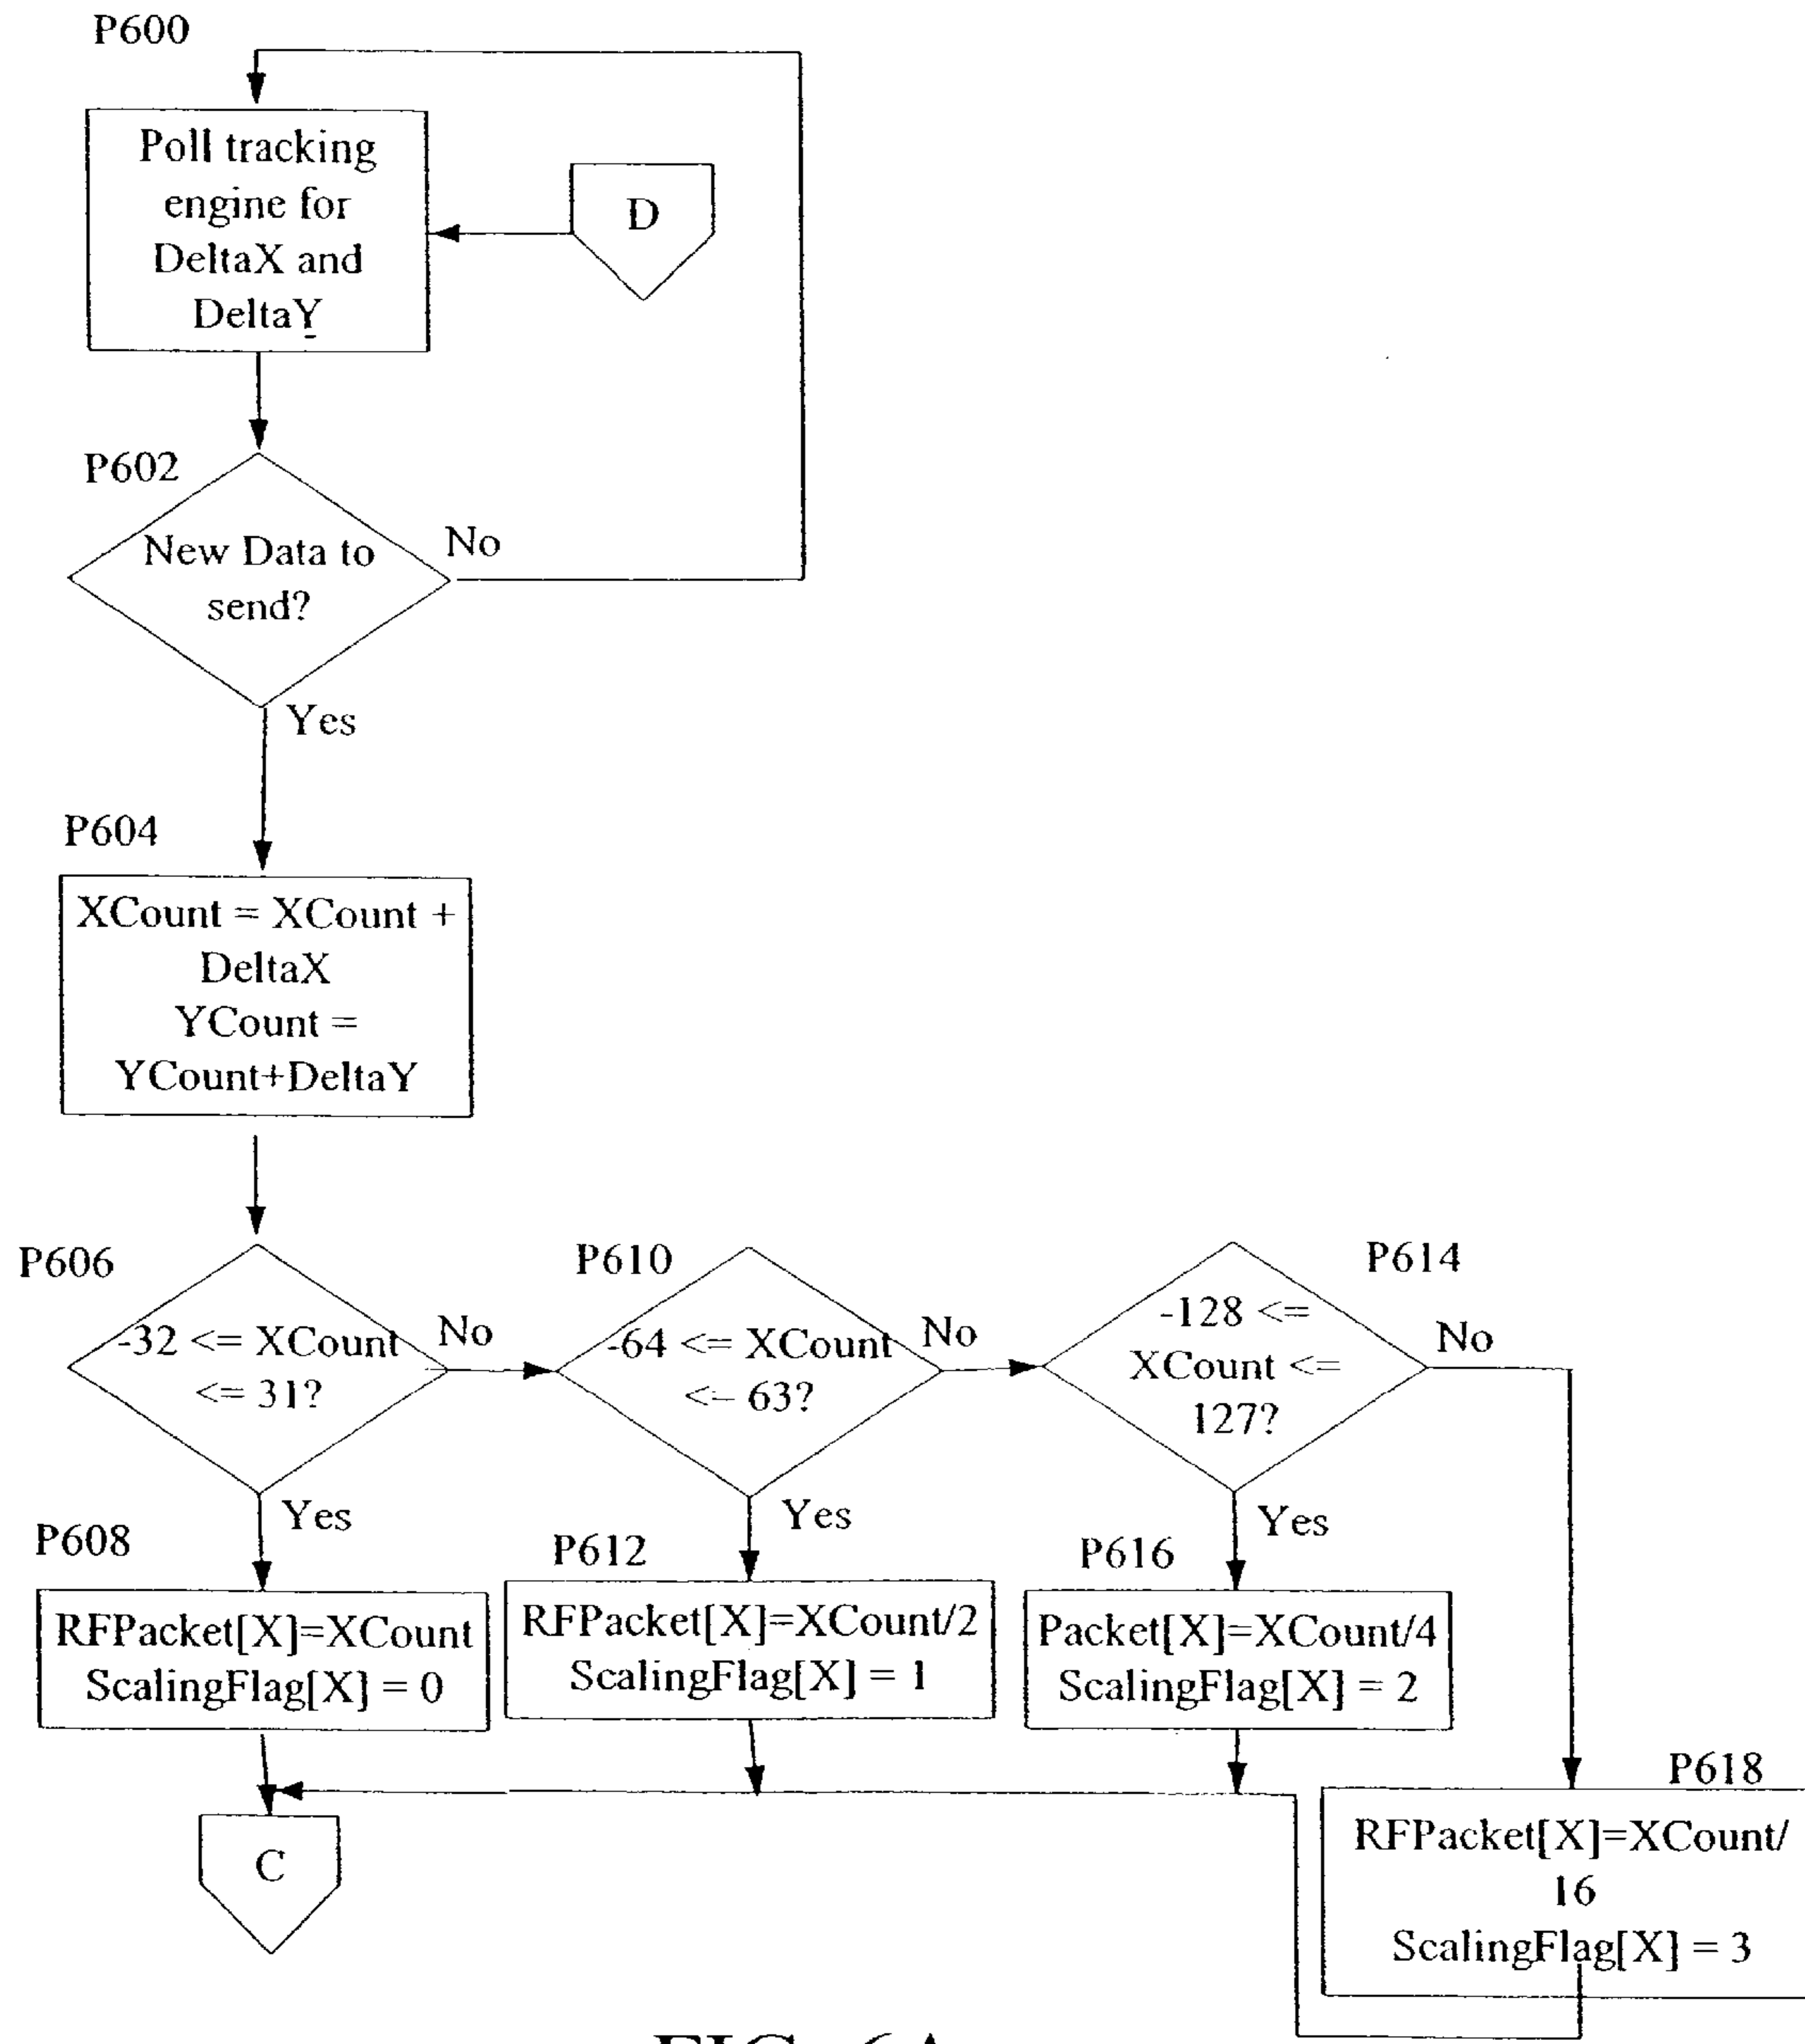 P600
Poll tracking
engine for
DeltaX and
DeltaY
D
P602
New Data to
send?
No
Yes
P604
XCount = XCount +
DeltaX
YCount =
YCount+DeltaY
P606
-32 <= XCount
<= 31?
No
Yes
P610
-64 <= XCount
<= 63?
No
Yes
P614
-128 <=
XCount <=
127?
No
Yes
P608
RFPacket[X]=XCount
ScalingFlag[X] = 0
P612
RFPacket[X]=XCount/2
ScalingFlag[X] = 1
P616
Packet[X]=XCount/4
ScalingFlag[X] = 2
P618
RFPacket[X]=XCount/
16
ScalingFlag[X] = 3
C
FIG. 6A